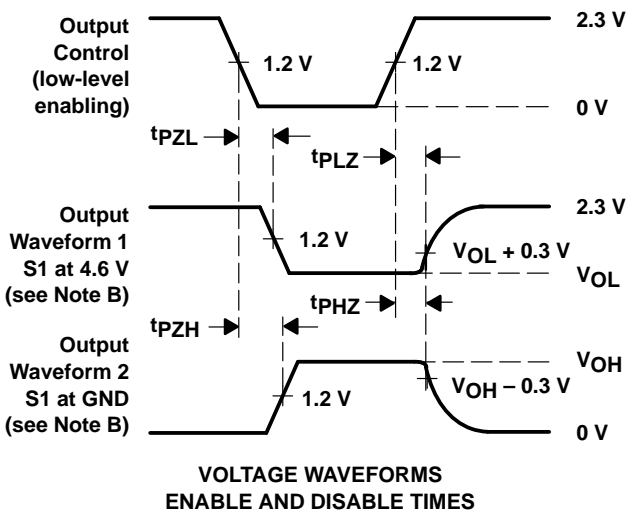 Output
Control
(low-level
enabling)
1.2 V
1.2 V
2.3 V
0 V
tPZL
tPLZ
Output
Waveform 1
S1 at 4.6 V
(see Note B)
1.2 V
2.3 V
VOL + 0.3 V
VOL
tPHZ
tPZH
Output
Waveform 2
S1 at GND
(see Note B)
1.2 V
VOH
VOH – 0.3 V
0 V
VOLTAGE WAVEFORMS
ENABLE AND DISABLE TIMES